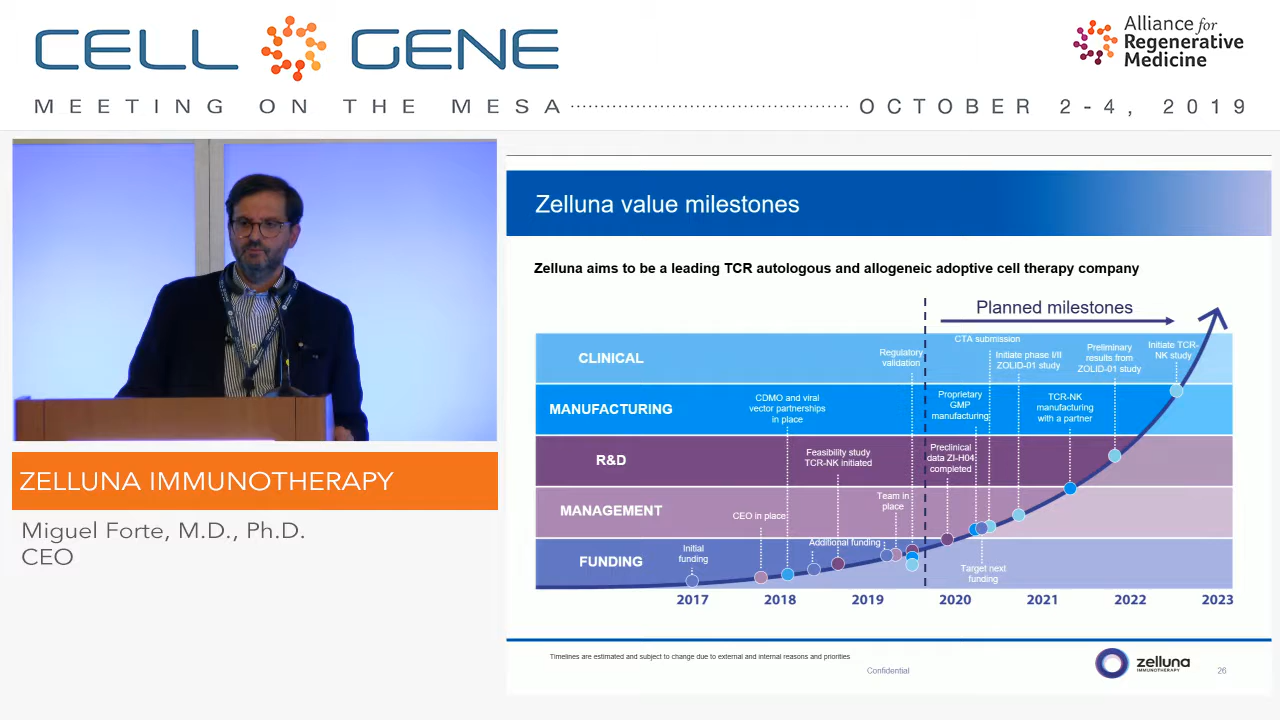 CELL GENE
Alliance for
Regenerative
Medicine
MEETING ON THE MESA
OCTOBER 2-4, 2019
Zelluna value milestones
Zelluna aims to be a leading TCR autologous and allogeneic adoptive cell therapy company
Planned milestones
CLINICAL
Regulatory
validation
CTA submission
Initiate phase I/II
ZOLID-01 study
Preliminary
results from
ZOLID-01 study
Initiate TCR-
NK study
MANUFACTURING
CDMO and viral
vector partnerships
in place
Proprietary
GMP
manufacturing
TCR-NK
manufacturing
with a partner
R&D
Feasibility study
TCR-NK initiated
Preclinical
data ZI-H04
completed
MANAGEMENT
CEO in place
Team in
place
FUNDING
Initial
funding
Additional funding
Target next
funding
2017 2018 2019 2020 2021 2022 2023
Timelines are estimated and subject to change due to external and internal reasons and priorities
Confidential
zelluna
IMMUNOTHERAPY
26
ZELLUNA IMMUNOTHERAPY
Miguel Forte, M.D., Ph.D.
CEO